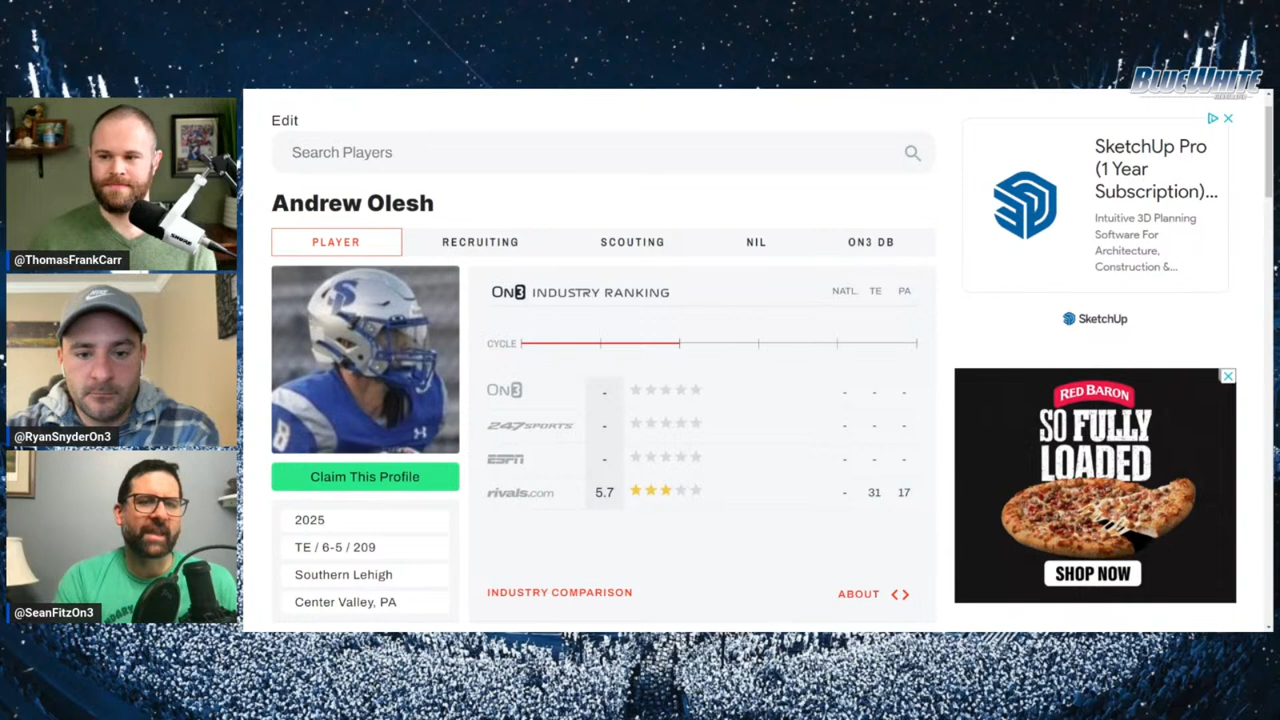 BLUEWHITE
Edit
Search Players
Andrew Olesh
PLAYER
RECRUITING
SCOUTING
NIL
ON3 DB
ON3 INDUSTRY RANKING
NATL. TE PA
CYCLE
ON3 - - - -
247SPORTS - - - -
ESPN - - - -
rivals.com 5.7 - 31 17
INDUSTRY COMPARISON
ABOUT
Claim This Profile
2025
TE / 6-5 / 209
Southern Lehigh
Center Valley, PA
SketchUp Pro
(1 Year
Subscription)...
Intuitive 3D Planning
Software For
Architecture,
Construction &...
SketchUp
RED BARON
SO FULLY
LOADED
SHOP NOW
@ThomasFrankCarr
SHURE
@RyanSnyderOn3
@SeanFitzOn3